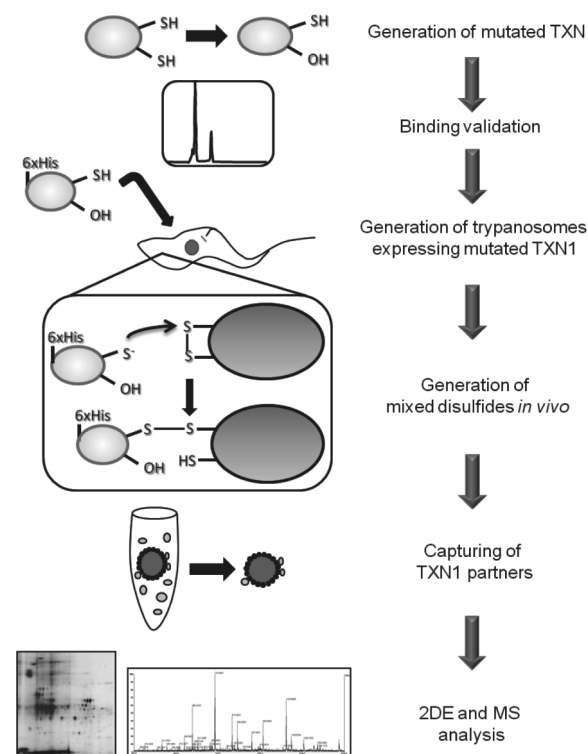 SH
SH
SH
OH
Generation of mutated TXN
Binding validation
6xHis
SH
OH
Generation of trypanosomes
expressing mutated TXN1
6xHis
S-
OH
S
S
6xHis
S
S
OH
HS
Generation of
mixed disulfides in vivo
Capturing of
TXN1 partners
2DE and MS
analysis